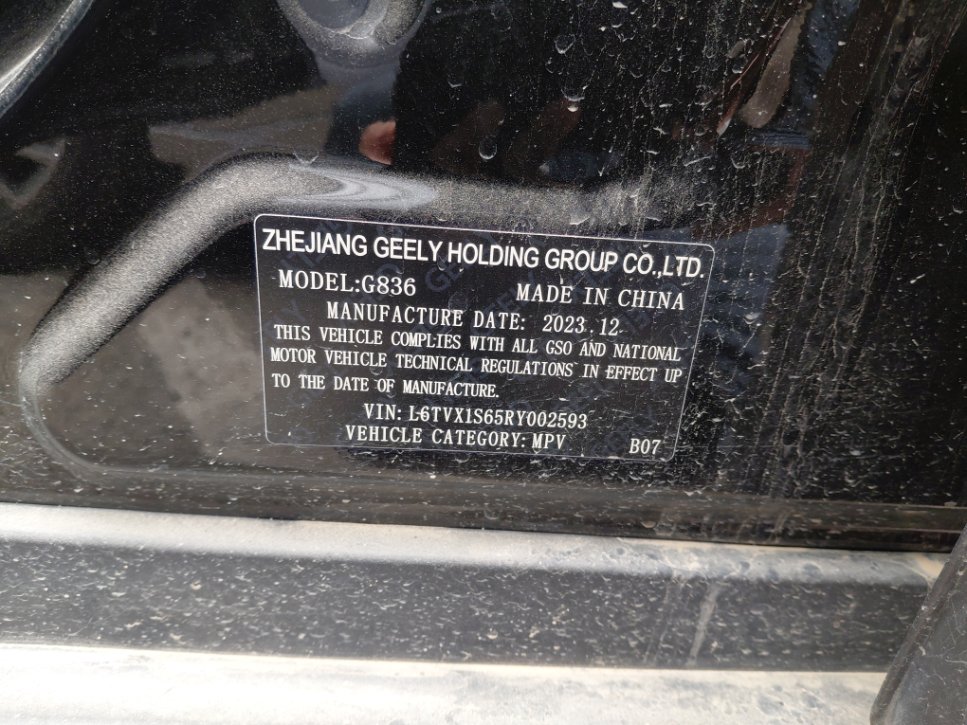 ZHEJIANG GEELY HOLDING GROUP CO.,LTD.
MODEL:G836
MADE IN CHINA
MANUFACTURE DATE: 2023.12
THIS VEHICLE COMPLIES WITH ALL GSO AND NATIONAL
MOTOR VEHICLE TECHNICAL REGULATIONS IN EFFECT UP
TO THE DATE OF MANUFACTURE.
VIN: L6TVX1S65RY002593
VEHICLE CATEGORY: MPV
B07